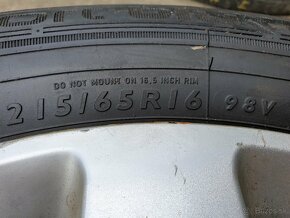 DO NOT MOUNT ON 16,5 INCH RIM
215/65R16 98V